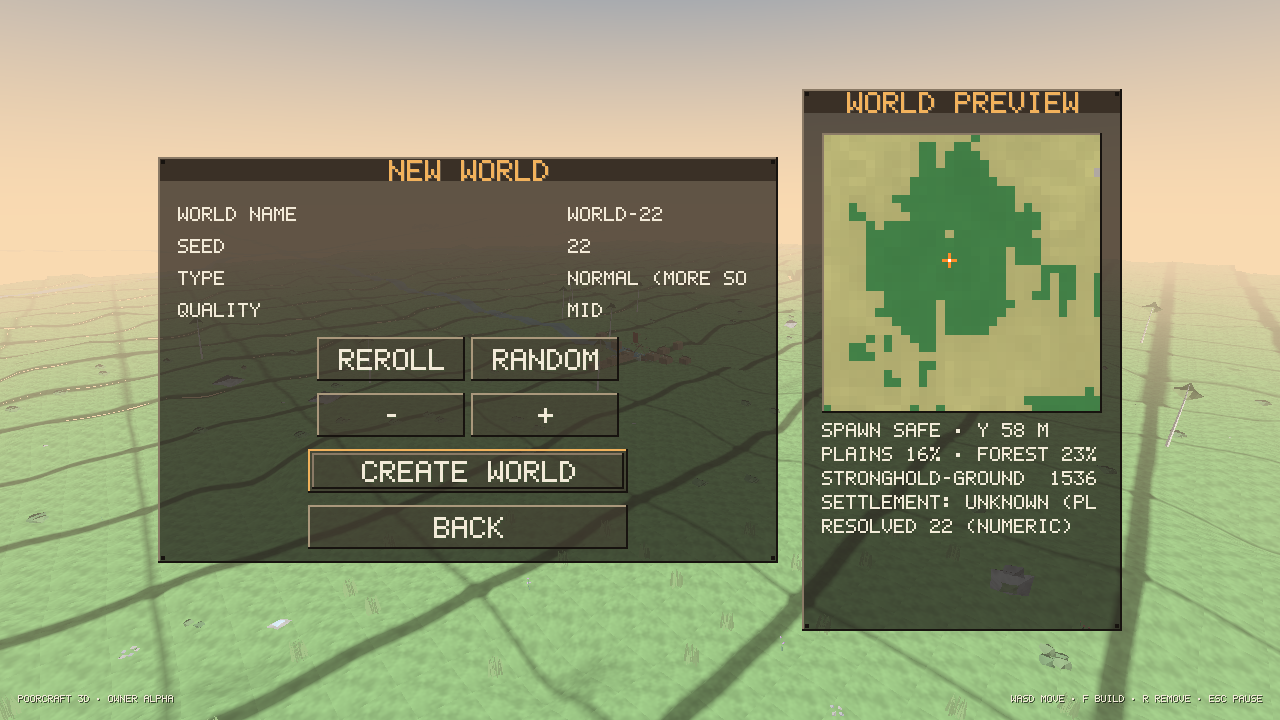 NEW WORLD
WORLD NAME WORLD-22
SEED 22
TYPE NORMAL (MORE SO
QUALITY MID
REROLL RANDOM
- +
CREATE WORLD
BACK
WORLD PREVIEW
SPAWN SAFE · Y 58 M
PLAINS 16% · FOREST 23%
STRONGHOLD-GROUND 1536
SETTLEMENT: UNKNOWN (PL
RESOLVED 22 (NUMERIC)
POORCRAFT 3D · OWNER ALPHA
WASD MOVE · F BUILD · R REMOVE · ESC PAUSE